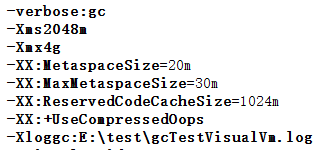 -verbose:gc
-Xms2048m
-Xmx4g
-XX:MetaspaceSize=20m
-XX:MaxMetaspaceSize=30m
-XX:ReservedCodeCacheSize=1024m
-XX:+UseCompressedOops
-Xloggc:E:\test\gcTestVisualVm.log